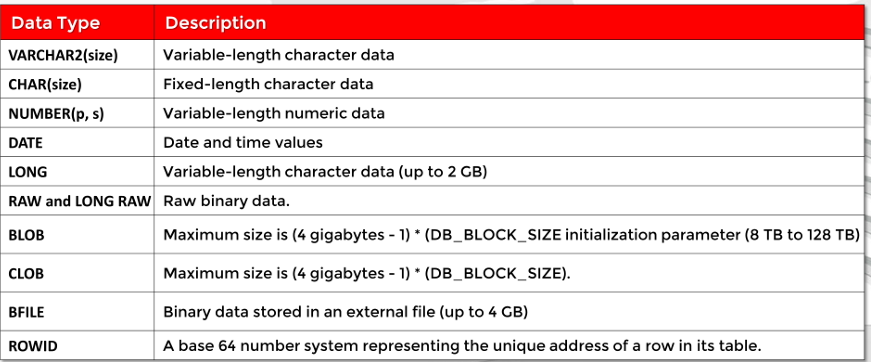 Data Type Description
VARCHAR2(size) Variable-length character data
CHAR(size) Fixed-length character data
NUMBER(p, s) Variable-length numeric data
DATE Date and time values
LONG Variable-length character data (up to 2 GB)
RAW and LONG RAW Raw binary data.
BLOB Maximum size is (4 gigabytes - 1) * (DB_BLOCK_SIZE initialization parameter (8 TB to 128 TB)
CLOB Maximum size is (4 gigabytes - 1) * (DB_BLOCK_SIZE).
BFILE Binary data stored in an external file (up to 4 GB)
ROWID A base 64 number system representing the unique address of a row in its table.